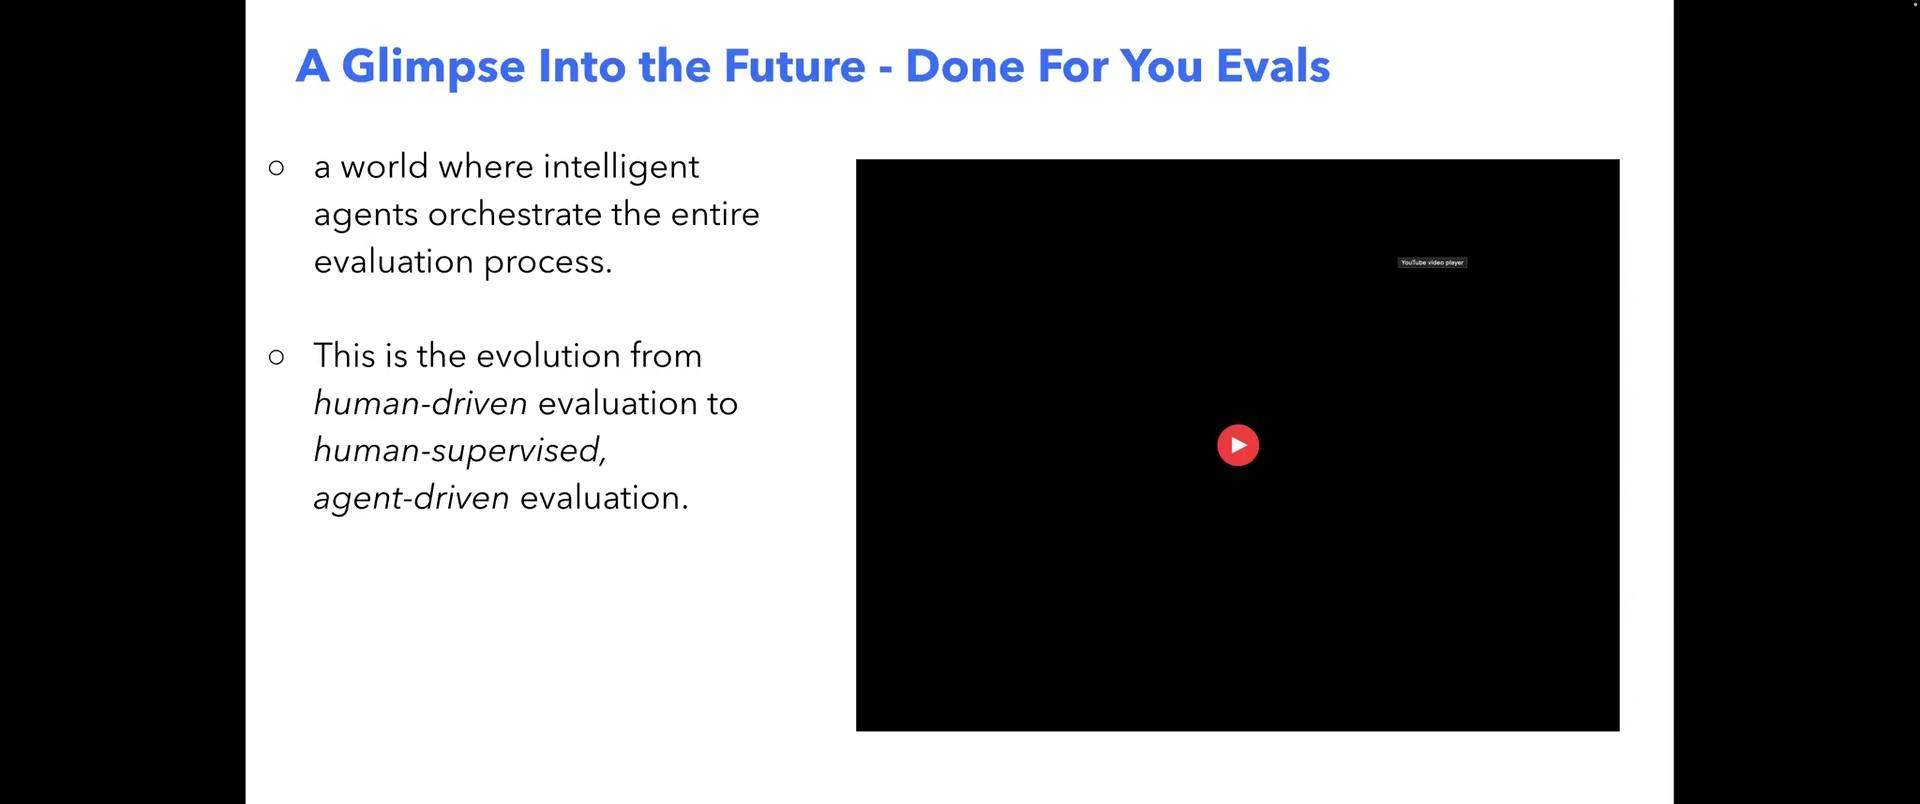 A Glimpse Into the Future - Done For You Evals
a world where intelligent
agents orchestrate the entire
evaluation process.
This is the evolution from
human-driven evaluation to
human-supervised,
agent-driven evaluation.
YouTube video player